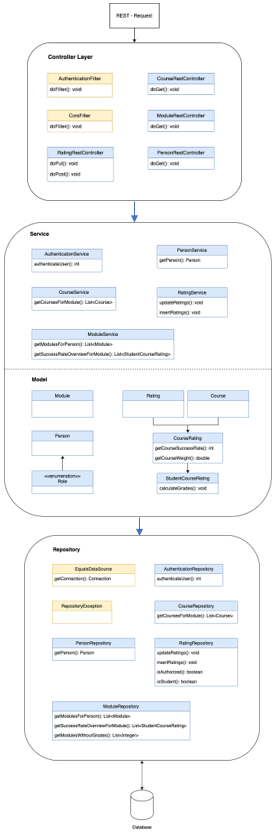 REST - Request
Controller Layer
AuthenticationFilter
doFilter(): void
CourseRestController
doGet(): void
CorsFilter
doFilter(): void
ModuleRestController
doGet(): void
RatingRestController
doPut(): void
doPost(): void
PersonRestController
doGet(): void
Service
AuthenticationService
authenticateUser(): int
PersonService
getPerson(): Person
CourseService
getCoursesForModule(): List<Course>
RatingService
updateRatings(): void
insertRatings(): void
ModuleService
getModulesForPerson(): List<Module>
getSuccessRateOverviewForModule(): List<StudentCourseRating>
Model
Module
Rating
Course
Person
CourseRating
getCourseSuccessRate(): int
getCourseWeight(): double
<<enumeration>>
Role
StudentCourseRating
calculateGrades(): void
Repository
EqualsDataSource
getConnection(): Connection
AuthenticationRepository
authenticateUser(): int
RepositoryException
CourseRepository
getCoursesForModule(): List<Course>
PersonRepository
getPerson(): Person
RatingRepository
updateRatings(): void
insertRatings(): void
isAuthorized(): boolean
isStudent(): boolean
ModuleRepository
getModulesForPerson(): List<Module>
getSuccessRateOverviewForModule(): List<StudentCourseRating>
getModulesWithoutGrades(): List<Integer>
Database